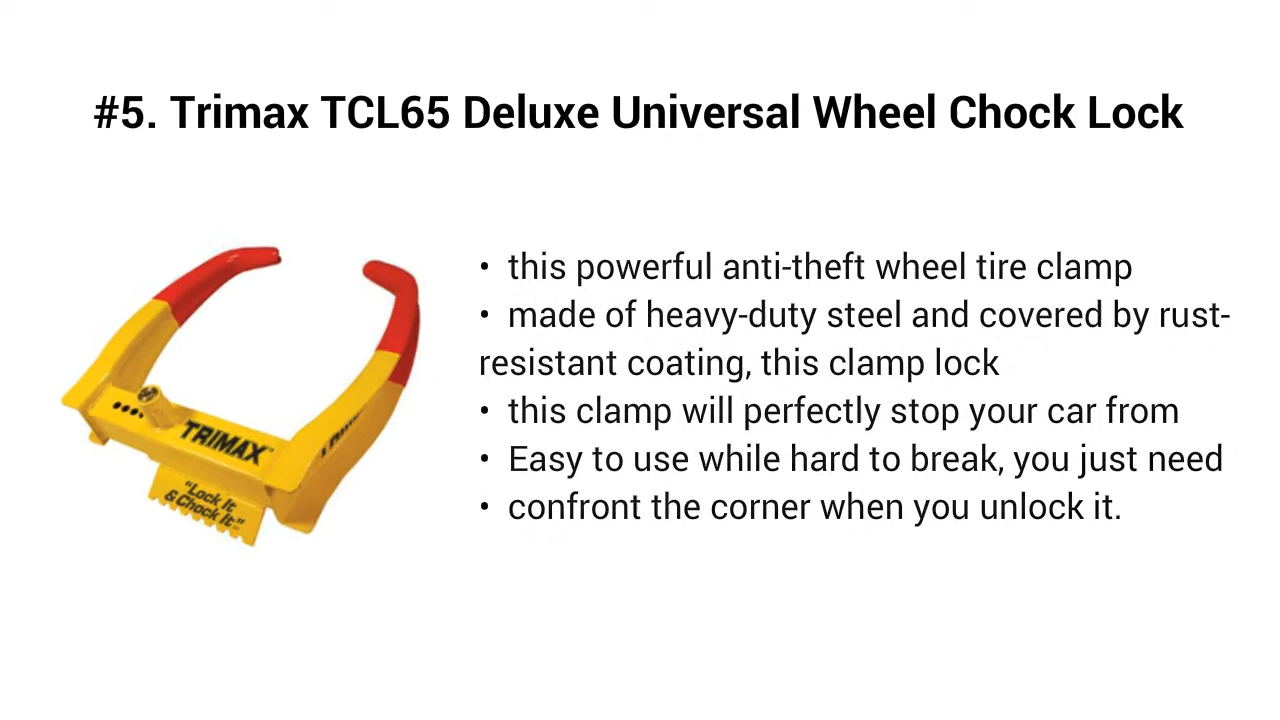 #5. Trimax TCL65 Deluxe Universal Wheel Chock Lock
• this powerful anti-theft wheel tire clamp
• made of heavy-duty steel and covered by rust-
resistant coating, this clamp lock
• this clamp will perfectly stop your car from
• Easy to use while hard to break, you just need
• confront the corner when you unlock it.
TRIMAX™
"Lock It
& Chock It"